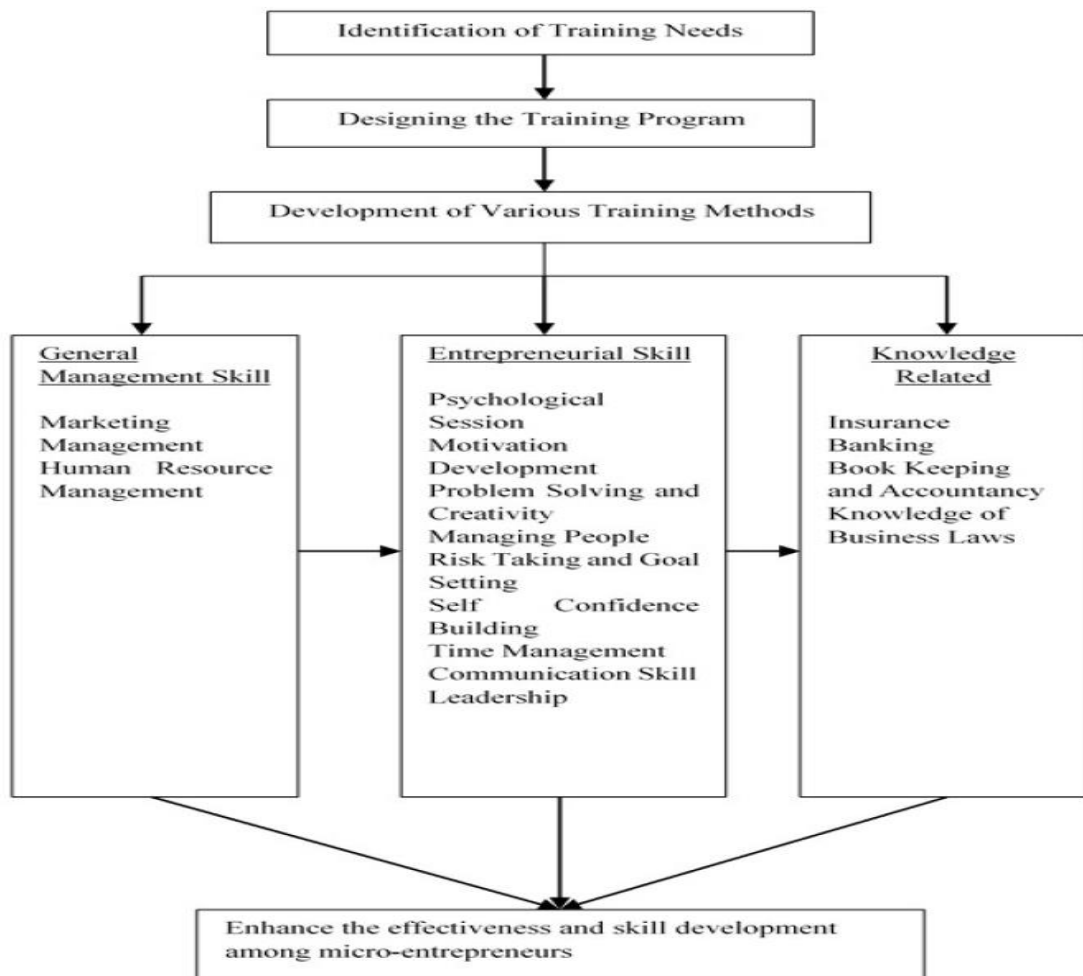 Identification of Training Needs
Designing the Training Program
Development of Various Training Methods
General
Management Skill
Marketing
Management
Human Resource
Management
Entrepreneurial Skill
Psychological
Session
Motivation
Development
Problem Solving and
Creativity
Managing People
Risk Taking and Goal
Setting
Self Confidence
Building
Time Management
Communication Skill
Leadership
Knowledge
Related
Insurance
Banking
Book Keeping
and Accountancy
Knowledge of
Business Laws
Enhance the effectiveness and skill development
among micro-entrepreneurs